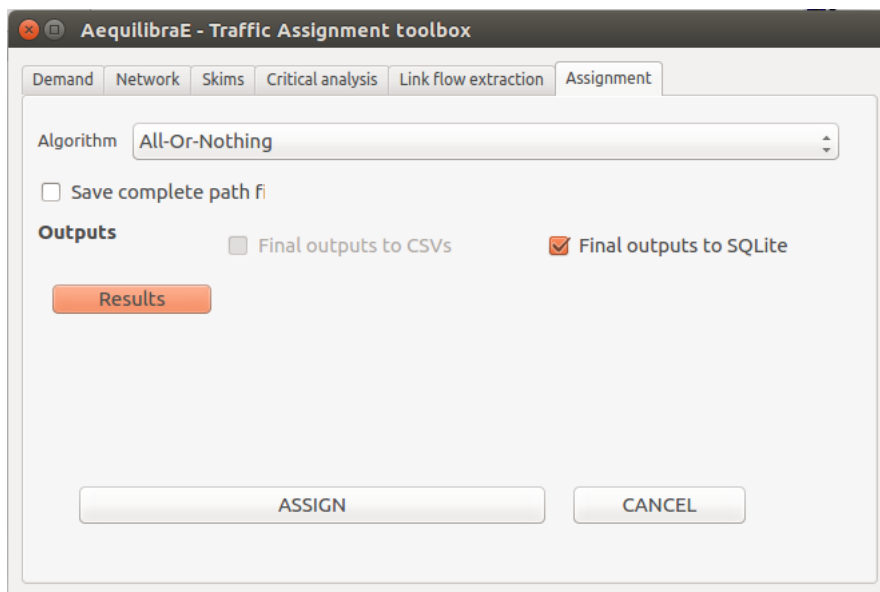 AequilibraE - Traffic Assignment toolbox
Demand Network Skims Critical analysis Link flow extraction Assignment
Algorithm All-Or-Nothing
Save complete path fi
Outputs Final outputs to CSVs Final outputs to SQLite
Results
ASSIGN CANCEL